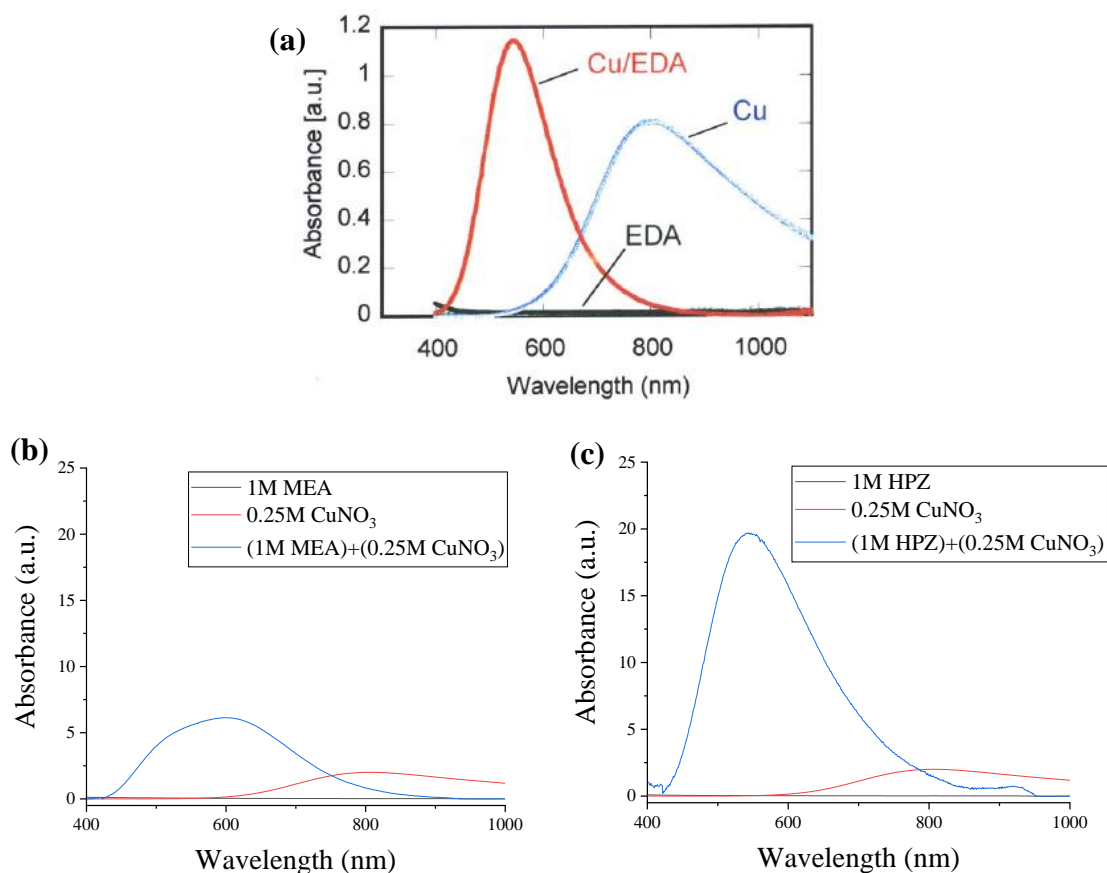 (a)
Absorbance [a.u.]
1.2
1
0.8
0.6
0.4
0.2
0
Cu/EDA
Cu
EDA
400 600 800 1000
Wavelength (nm)
(b)
Absorbance (a.u.)
25
20
15
10
5
0
1M MEA
0.25M CuNO₃
(1M MEA)+(0.25M CuNO₃)
400 600 800 1000
Wavelength (nm)
(c)
Absorbance (a.u.)
25
20
15
10
5
0
1M HPZ
0.25M CuNO₃
(1M HPZ)+(0.25M CuNO₃)
400 600 800 1000
Wavelength (nm)